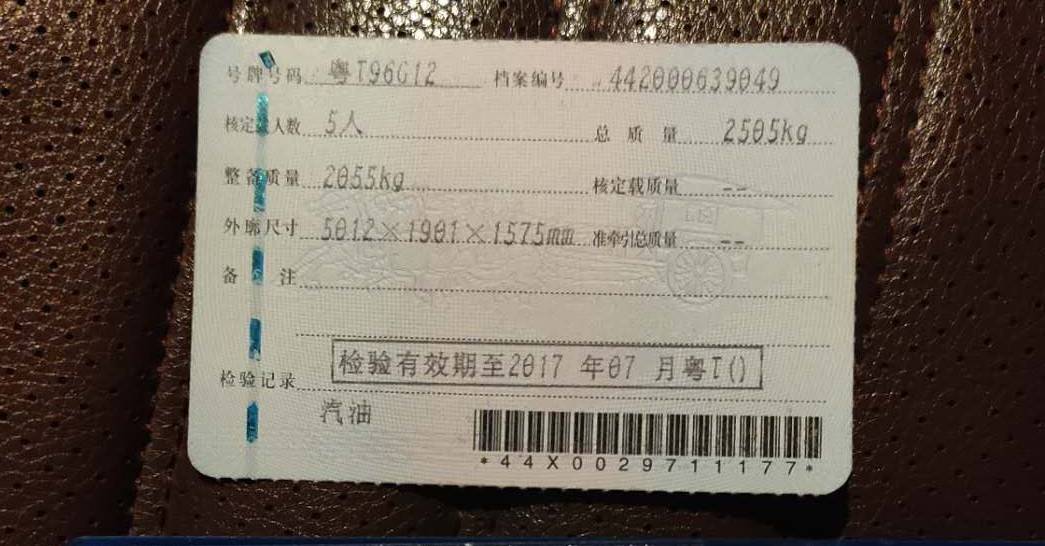 号牌号码 粤T96G12 档案编号 442000639049
核定载人数 5人 总质量 2505kg
整备质量 2055kg 核定载质量 --
外廓尺寸 5012×1901×1575mm 准牵引总质量 --
备注
检验记录 检验有效期至2017 年07 月粤T()
汽油
*44X0029711177*